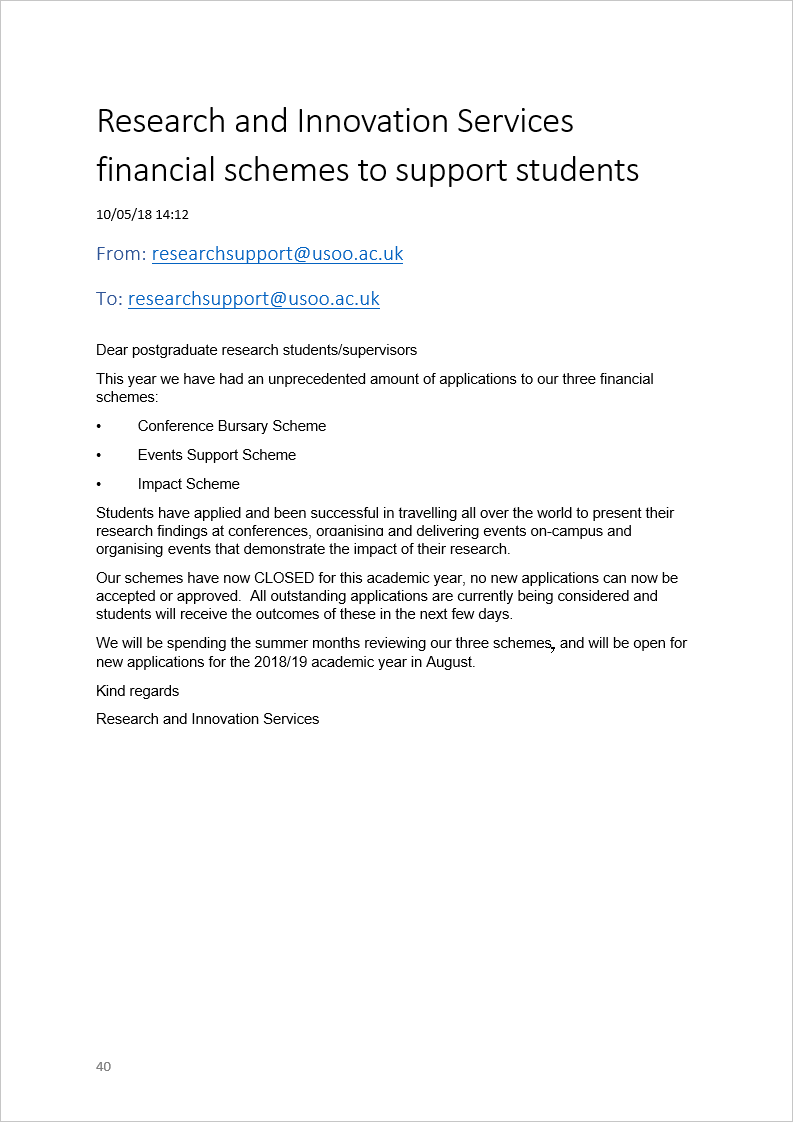 Research and Innovation Services
financial schemes to support students
10/05/18 14:12
From: researchsupport@usoo.ac.uk
To: researchsupport@usoo.ac.uk
Dear postgraduate research students/supervisors
This year we have had an unprecedented amount of applications to our three financial
schemes:
• Conference Bursary Scheme
• Events Support Scheme
• Impact Scheme
Students have applied and been successful in travelling all over the world to present their
research findings at conferences, organising and delivering events on-campus and
organising events that demonstrate the impact of their research.
Our schemes have now CLOSED for this academic year, no new applications can now be
accepted or approved.  All outstanding applications are currently being considered and
students will receive the outcomes of these in the next few days.
We will be spending the summer months reviewing our three schemes, and will be open for
new applications for the 2018/19 academic year in August.
Kind regards
Research and Innovation Services
40